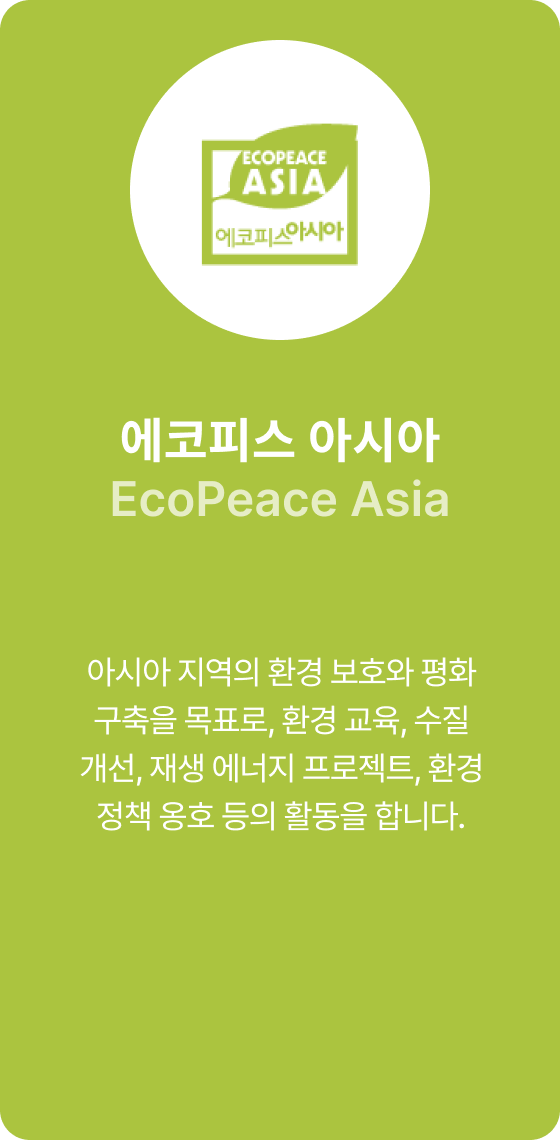 ECOPEACE
ASIA
에코피스아시아
에코피스 아시아
EcoPeace Asia
아시아 지역의 환경 보호와 평화
구축을 목표로, 환경 교육, 수질
개선, 재생 에너지 프로젝트, 환경
정책 옹호 등의 활동을 합니다.